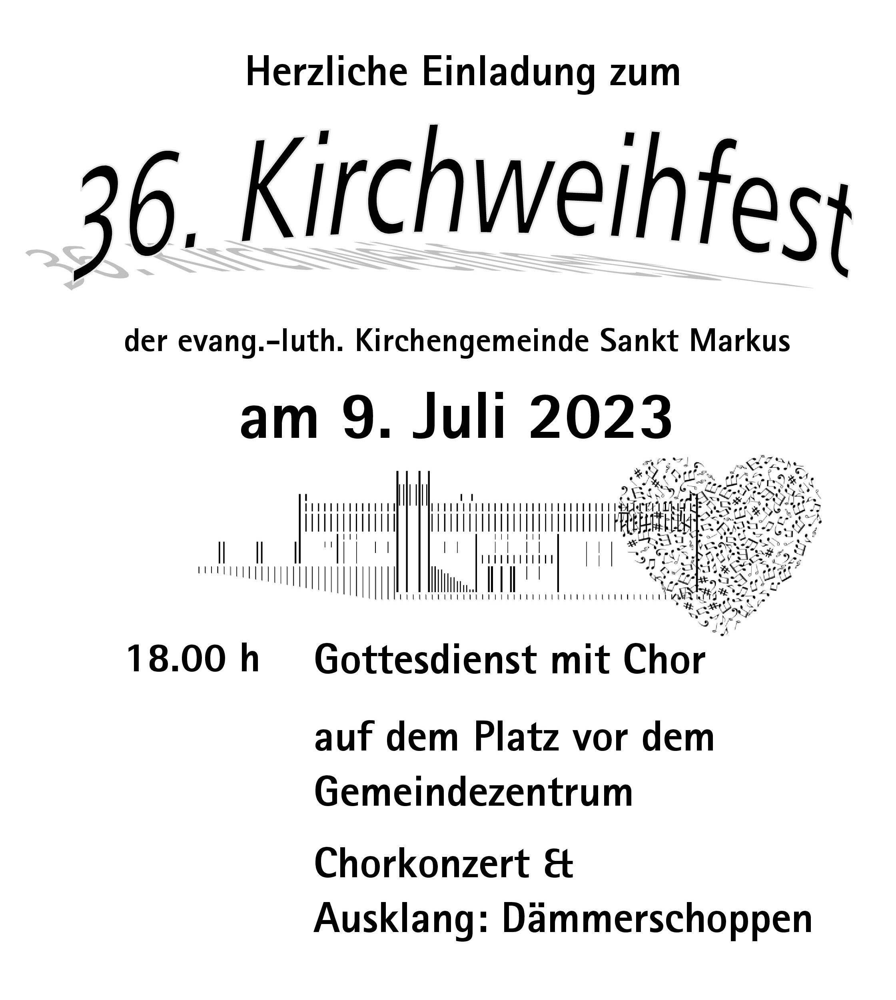 Herzliche Einladung zum
36. Kirchweihfest
der evang.-luth. Kirchengemeinde Sankt Markus
am 9. Juli 2023
18.00 h Gottesdienst mit Chor
auf dem Platz vor dem
Gemeindezentrum
Chorkonzert &
Ausklang: Dämmerschoppen